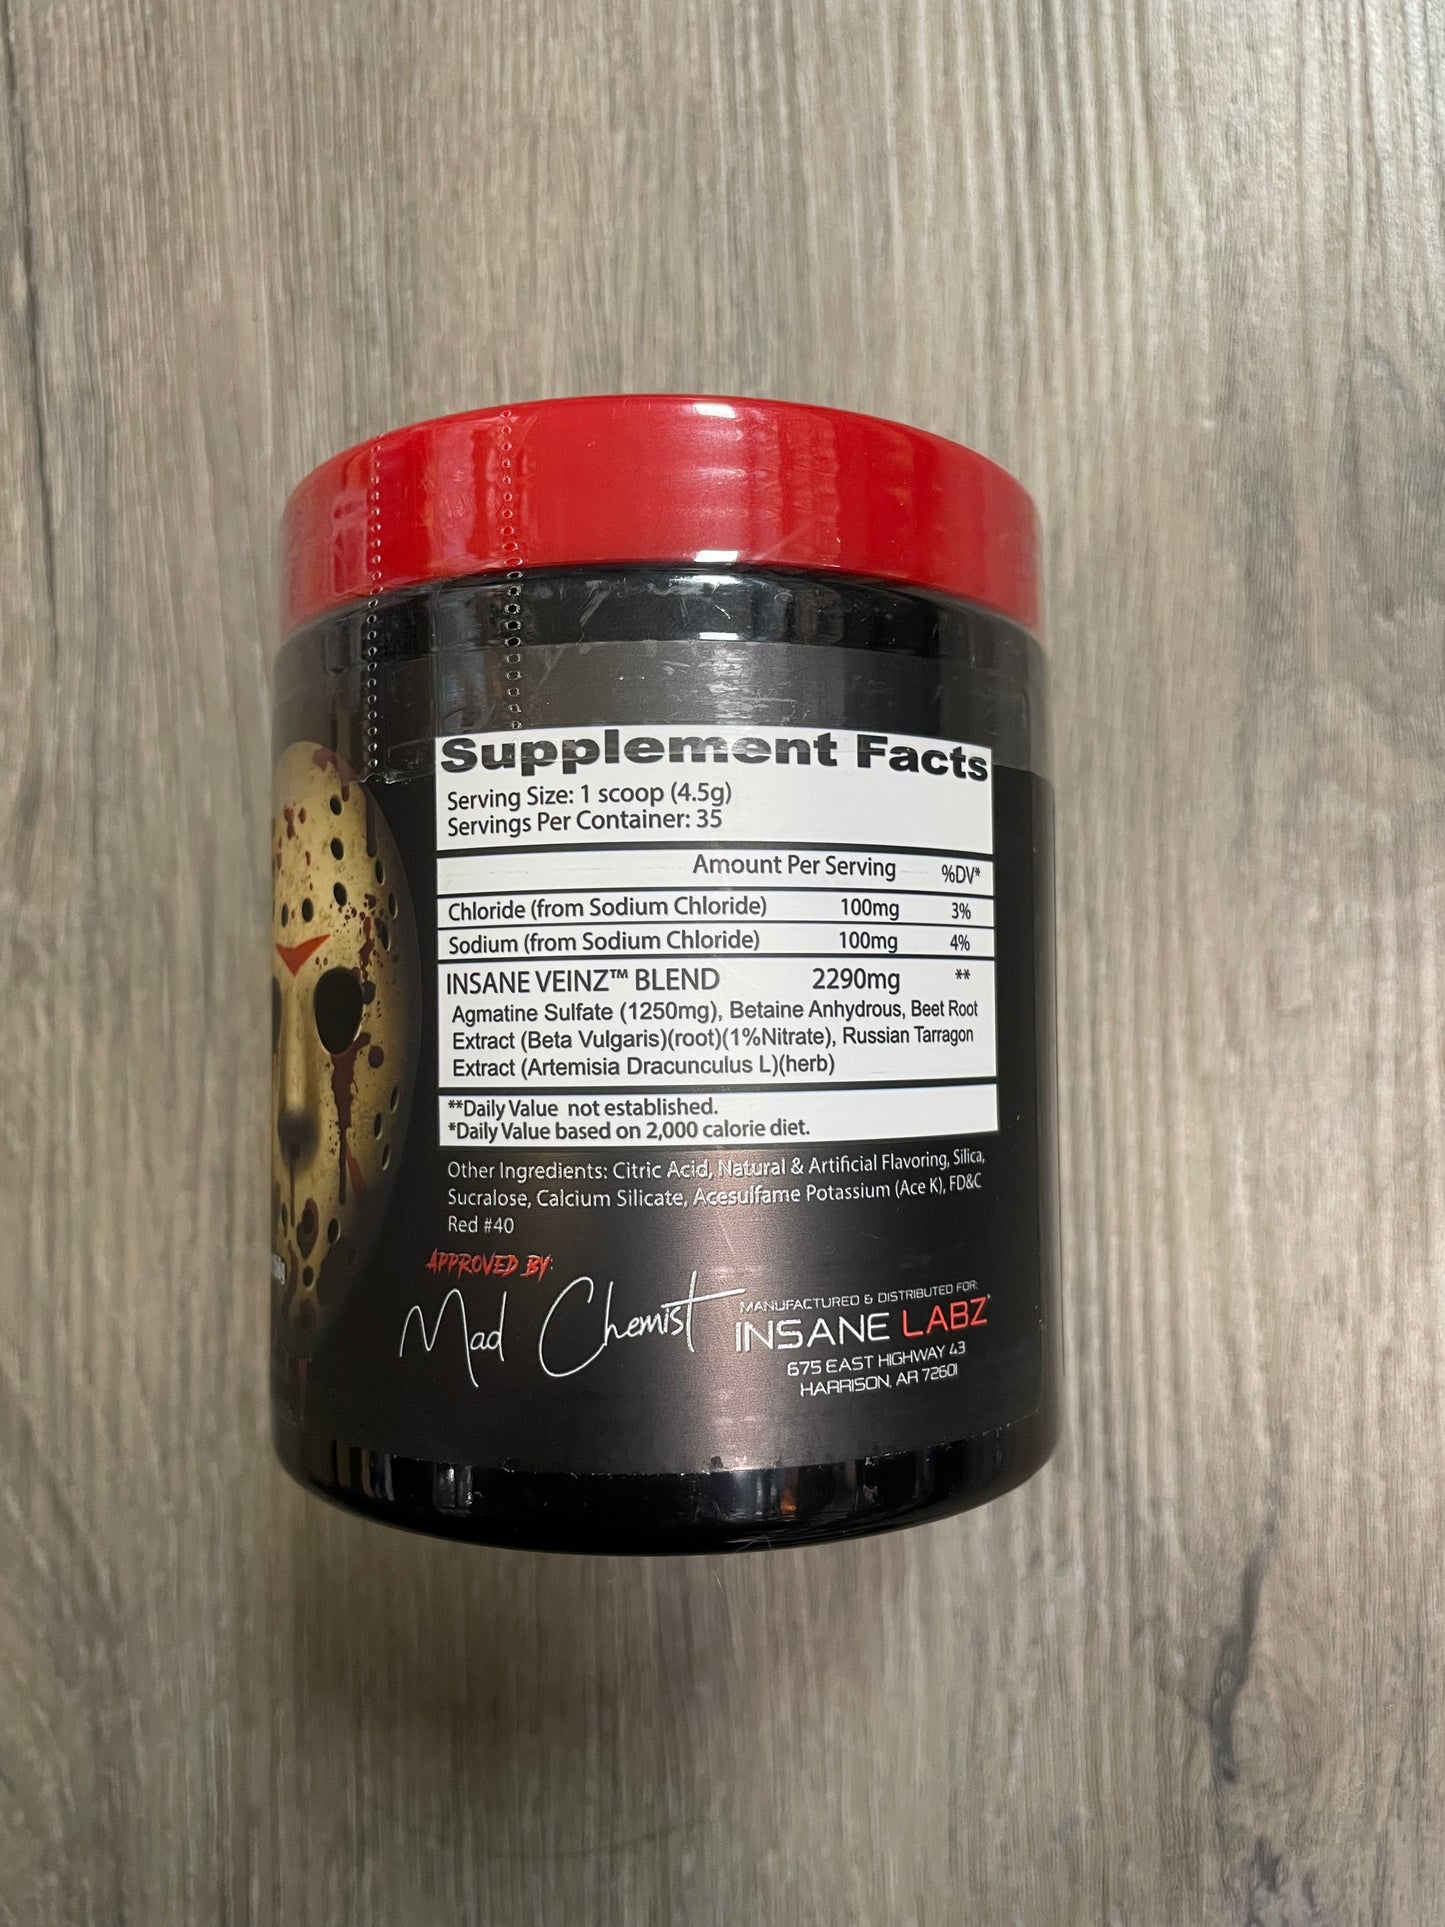 Supplement Facts
Serving Size: 1 scoop (4.5g)
Servings Per Container: 35
Amount Per Serving %DV*
Chloride (from Sodium Chloride) 100mg 3%
Sodium (from Sodium Chloride) 100mg 4%
INSANE VEINZ™ BLEND 2290mg **
Agmatine Sulfate (1250mg), Betaine Anhydrous, Beet Root
Extract (Beta Vulgaris)(root)(1%Nitrate), Russian Tarragon
Extract (Artemisia Dracunculus L)(herb)
**Daily Value not established.
*Daily Value based on 2,000 calorie diet.
Other Ingredients: Citric Acid, Natural & Artificial Flavoring, Silica,
Sucralose, Calcium Silicate, Acesulfame Potassium (Ace K), FD&C
Red #40
APPROVED BY:
Mad Chemist
MANUFACTURED & DISTRIBUTED FOR:
INSANE LABZ
675 EAST HIGHWAY 43
HARRISON, AR 72601